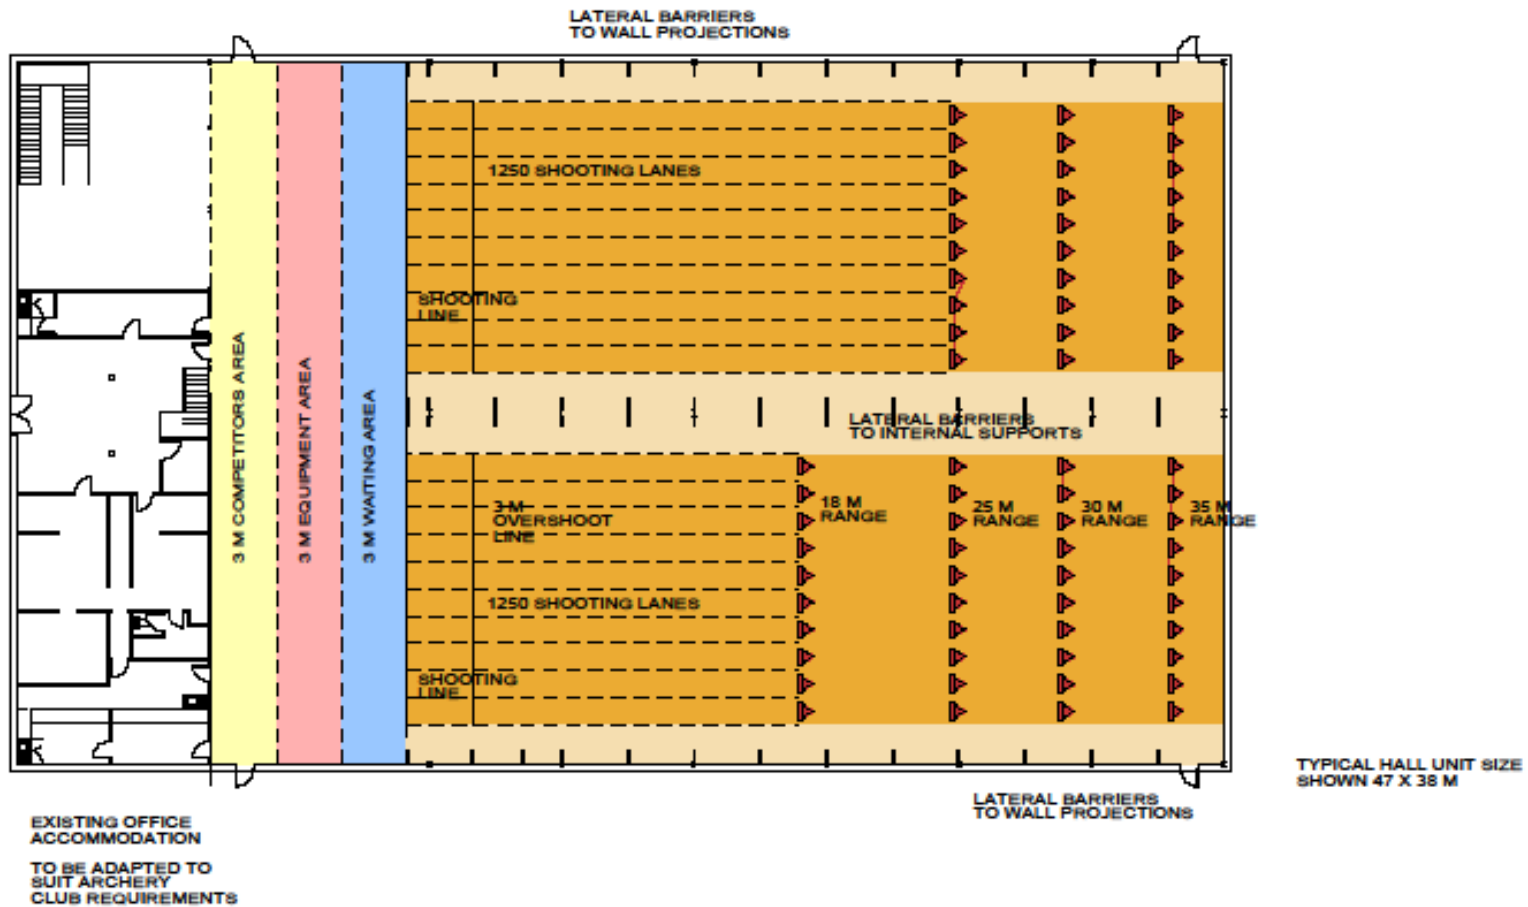 LATERAL BARRIERS
TO WALL PROJECTIONS
1250 SHOOTING LANES
SHOOTING
LINE
3 M COMPETITORS AREA
3 M EQUIPMENT AREA
3 M WAITING AREA
LATERAL BARRIERS
TO INTERNAL SUPPORTS
3 M
OVERSHOOT
LINE
18 M
RANGE
25 M
RANGE
30 M
RANGE
35 M
RANGE
1250 SHOOTING LANES
SHOOTING
LINE
TYPICAL HALL UNIT SIZE
SHOWN 47 X 38 M
LATERAL BARRIERS
TO WALL PROJECTIONS
EXISTING OFFICE
ACCOMMODATION
TO BE ADAPTED TO
SUIT ARCHERY
CLUB REQUIREMENTS